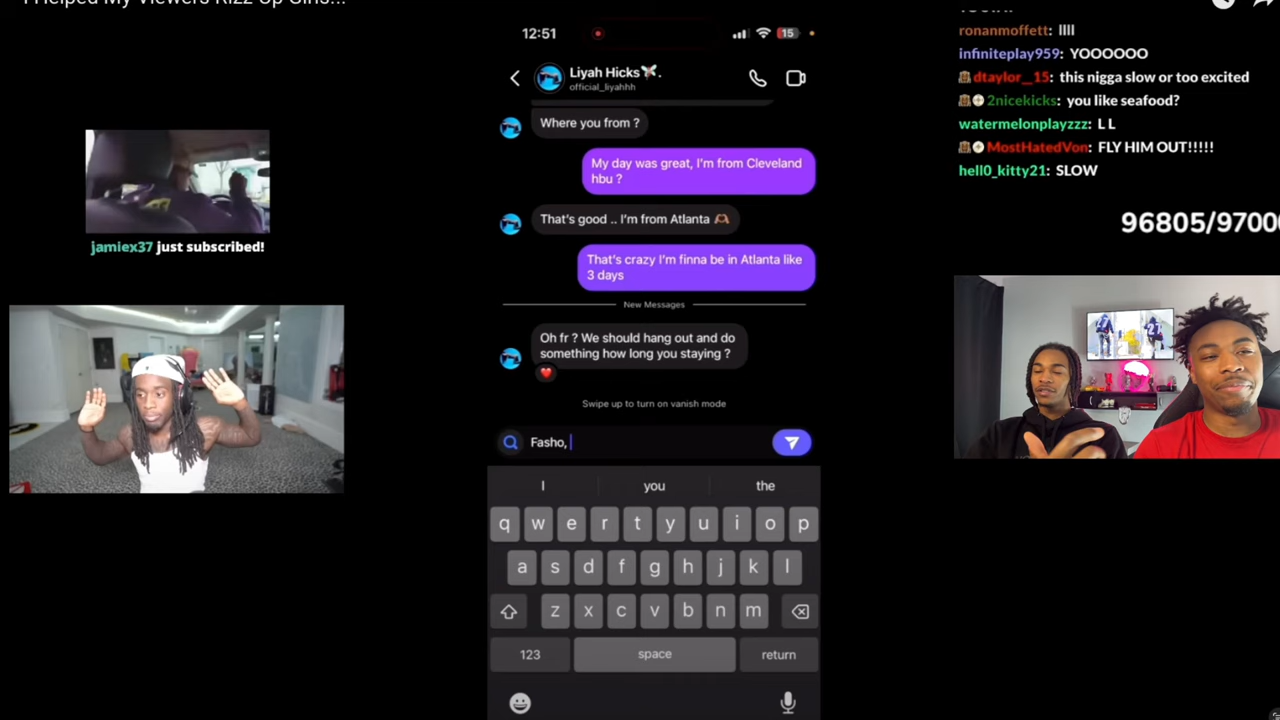 I Helped My Viewers Rizz Up Girls...
12:51
15
Liyah Hicks
official_liyahhh
Where you from ?
My day was great, I'm from Cleveland
hbu ?
That's good .. I'm from Atlanta 🫶🏽
That's crazy I'm finna be in Atlanta like
3 days
New Messages
Oh fr ? We should hang out and do
something how long you staying ?
❤️
Swipe up to turn on vanish mode
Fasho,
I you the
q w e r t y u i o p
a s d f g h j k l
z x c v b n m
123 space return
jamiex37 just subscribed!
ronanmoffett: llll
infiniteplay959: YOOOOOO
dtaylor__15: this nigga slow or too excited
2nicekicks: you like seafood?
watermelonplayzzz: L L
MostHatedVon: FLY HIM OUT!!!!!
hell0_kitty21: SLOW
96805/9700